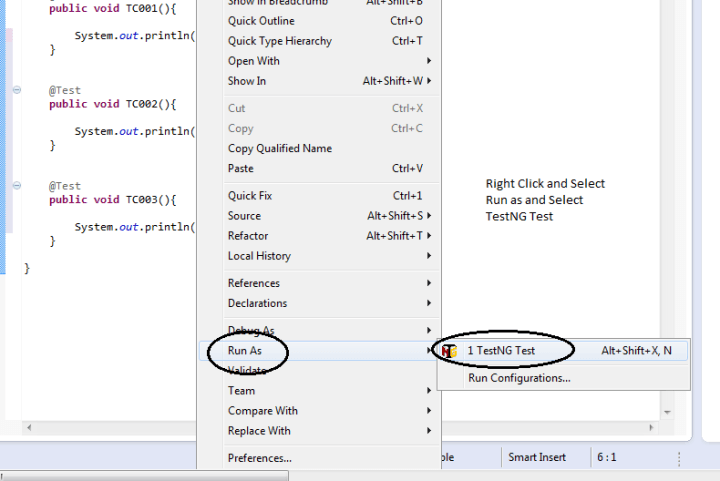 public void TC001(){
System.out.println(
}
@Test
public void TC002(){
System.out.println(
}
@Test
public void TC003(){
System.out.println(
}
}
Show in Breadcrumb Alt+Shift+B
Quick Outline Ctrl+O
Quick Type Hierarchy Ctrl+T
Open With
Show In Alt+Shift+W
Cut Ctrl+X
Copy Ctrl+C
Copy Qualified Name
Paste Ctrl+V
Quick Fix Ctrl+1
Source Alt+Shift+S
Refactor Alt+Shift+T
Local History
References
Declarations
Debug As
Run As
Validate
Team
Compare With
Replace With
Preferences...
1 TestNG Test Alt+Shift+X, N
Run Configurations...
Right Click and Select
Run as and Select
TestNG Test
Smart Insert
6 : 1